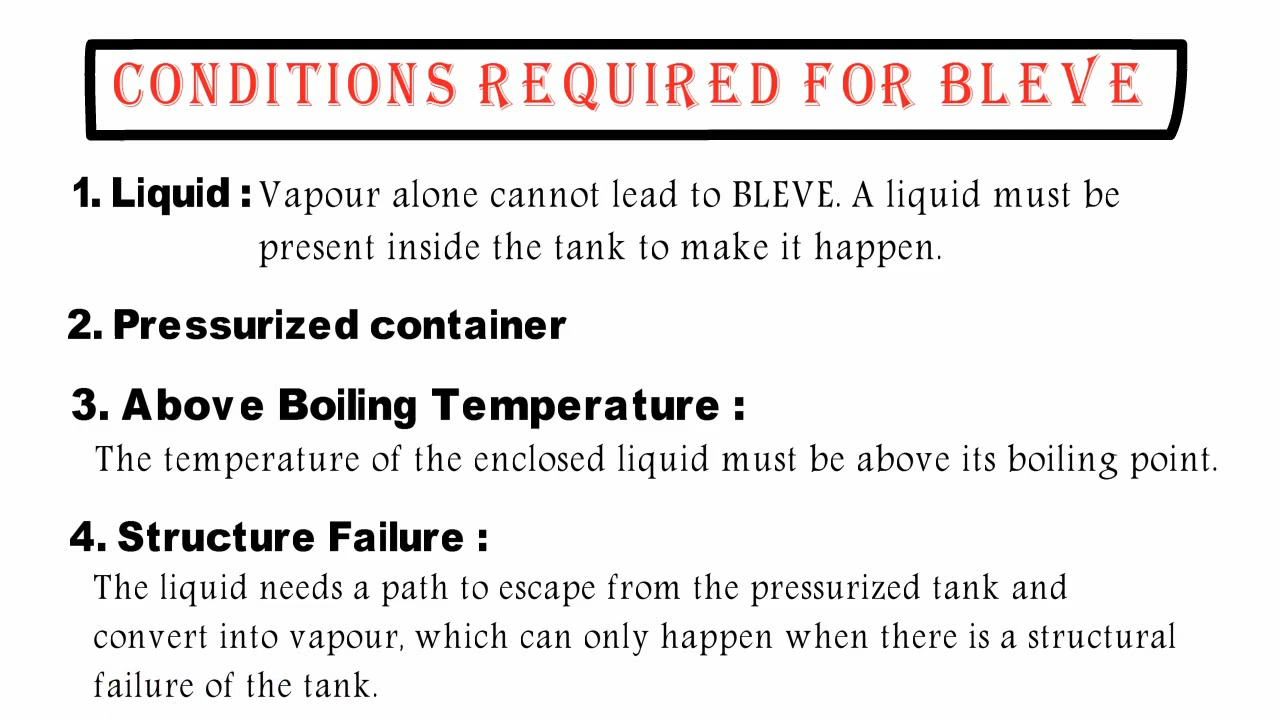 CONDITIONS REQUIRED FOR BLEVE
1. Liquid : Vapour alone cannot lead to BLEVE. A liquid must be
present inside the tank to make it happen.
2. Pressurized container
3. Above Boiling Temperature :
The temperature of the enclosed liquid must be above its boiling point.
4. Structure Failure :
The liquid needs a path to escape from the pressurized tank and
convert into vapour, which can only happen when there is a structural
failure of the tank.